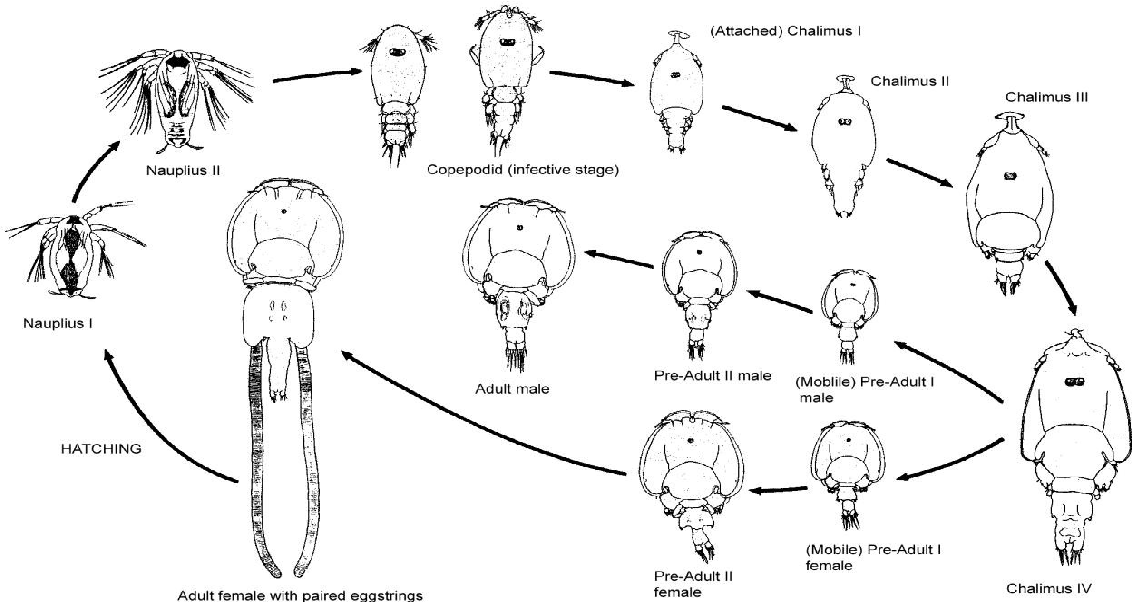 (Attached) Chalimus I
Chalimus II
Chalimus III
Nauplius II
Copepodid (infective stage)
Nauplius I
Adult male
Pre-Adult II male
(Moblile) Pre-Adult I
male
HATCHING
Pre-Adult II
female
(Mobile) Pre-Adult I
female
Chalimus IV
Adult female with paired eggstrings